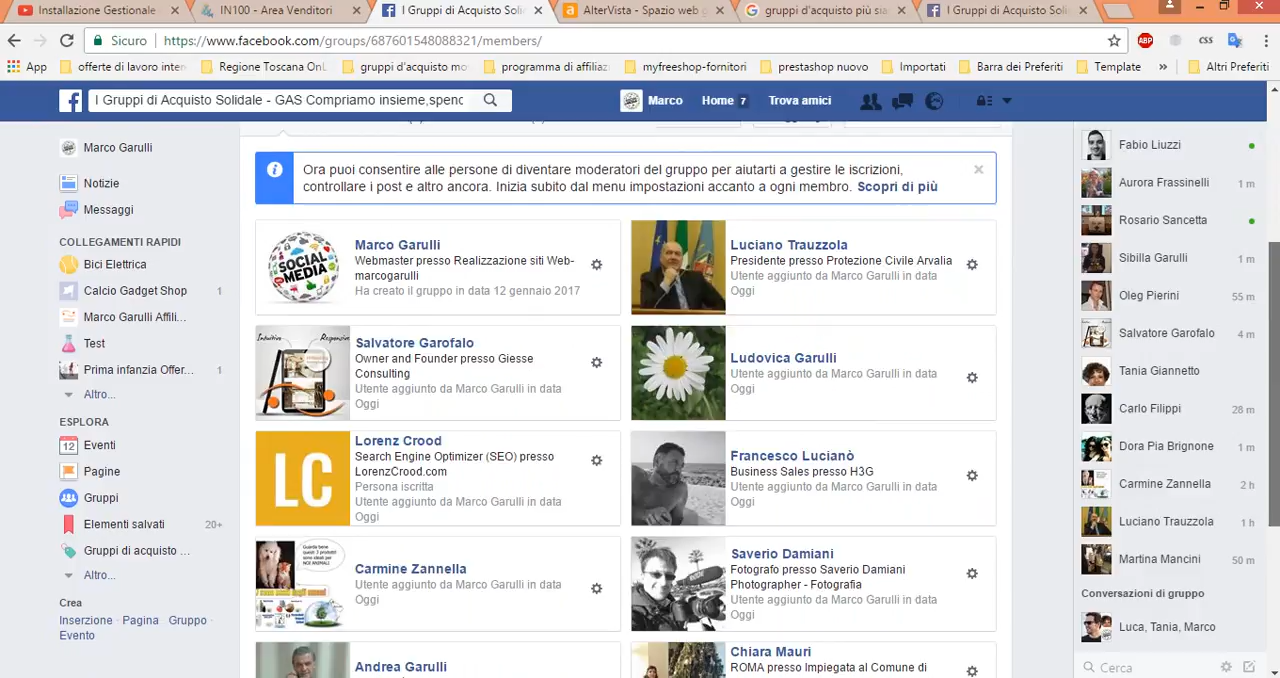 Installazione Gestionale
IN100 - Area Venditori
I Gruppi di Acquisto Soli
AlterVista - Spazio web g
gruppi d'acquisto più sia
I Gruppi di Acquisto Soli
Sicuro
https://www.facebook.com/groups/687601548088321/members/
ABP
CSS
App
offerte di lavoro inter
Regione Toscana OnL
gruppi d'acquisto mo
programma di affiliaz
myfreeshop-fornitori
prestashop nuovo
Importati
Barra dei Preferiti
Template
»
Altri Preferiti
I Gruppi di Acquisto Solidale - GAS Compriamo insieme,spenc
Marco
Home 7
Trova amici
Marco Garulli
Notizie
Messaggi
COLLEGAMENTI RAPIDI
Bici Elettrica
Calcio Gadget Shop 1
Marco Garulli Affili...
Test
Prima infanzia Offer... 1
Altro...
ESPLORA
12 Eventi
Pagine
Gruppi
Elementi salvati 20+
Gruppi di acquisto ...
Altro...
Crea
Inserzione · Pagina · Gruppo ·
Evento
Ora puoi consentire alle persone di diventare moderatori del gruppo per aiutarti a gestire le iscrizioni,
controllare i post e altro ancora. Inizia subito dal menu impostazioni accanto a ogni membro. Scopri di più
SOCIAL
MEDIA
Marco Garulli
Webmaster presso Realizzazione siti Web-
marcogarulli
Ha creato il gruppo in data 12 gennaio 2017
Luciano Trauzzola
Presidente presso Protezione Civile Arvalia
Utente aggiunto da Marco Garulli in data
Oggi
Intuitive
Salvatore Garofalo
Owner and Founder presso Giesse
Consulting
Utente aggiunto da Marco Garulli in data
Oggi
Ludovica Garulli
Utente aggiunto da Marco Garulli in data
Oggi
LC
Lorenz Crood
Search Engine Optimizer (SEO) presso
LorenzCrood.com
Persona iscritta
Utente aggiunto da Marco Garulli in data
Oggi
Francesco Lucianò
Business Sales presso H3G
Utente aggiunto da Marco Garulli in data
Oggi
Carmine Zannella
Utente aggiunto da Marco Garulli in data
Oggi
Saverio Damiani
Fotografo presso Saverio Damiani
Photographer - Fotografia
Utente aggiunto da Marco Garulli in data
Oggi
Andrea Garulli
Chiara Mauri
ROMA presso Impiegata al Comune di
Fabio Liuzzi
Aurora Frassinelli 1 m
Rosario Sancetta
Sibilla Garulli 1 m
Oleg Pierini 55 m
Salvatore Garofalo 4 m
Tania Giannetto
Carlo Filippi 28 m
Dora Pia Brignone 1 m
Carmine Zannella 2 h
Luciano Trauzzola 1 h
Martina Mancini 50 m
Conversazioni di gruppo
Luca, Tania, Marco
Cerca